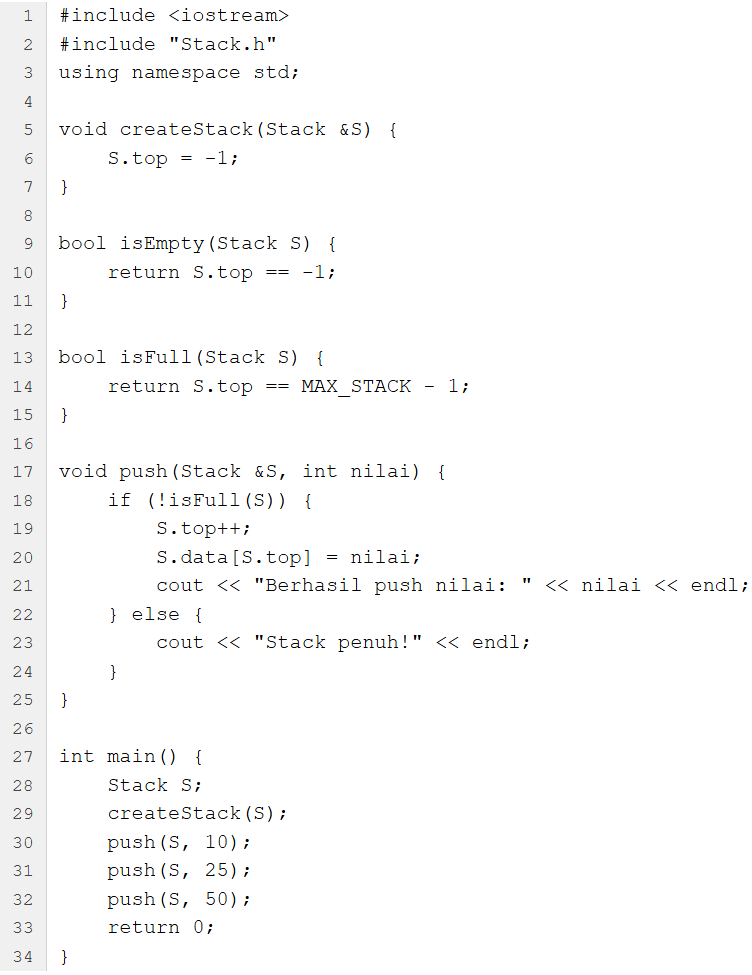 1 #include <iostream>
2 #include "Stack.h"
3 using namespace std;
4
5 void createStack(Stack &S) {
6     S.top = -1;
7 }
8
9 bool isEmpty(Stack S) {
10     return S.top == -1;
11 }
12
13 bool isFull(Stack S) {
14     return S.top == MAX_STACK - 1;
15 }
16
17 void push(Stack &S, int nilai) {
18     if (!isFull(S)) {
19         S.top++;
20         S.data[S.top] = nilai;
21         cout << "Berhasil push nilai: " << nilai << endl;
22     } else {
23         cout << "Stack penuh!" << endl;
24     }
25 }
26
27 int main() {
28     Stack S;
29     createStack(S);
30     push(S, 10);
31     push(S, 25);
32     push(S, 50);
33     return 0;
34 }